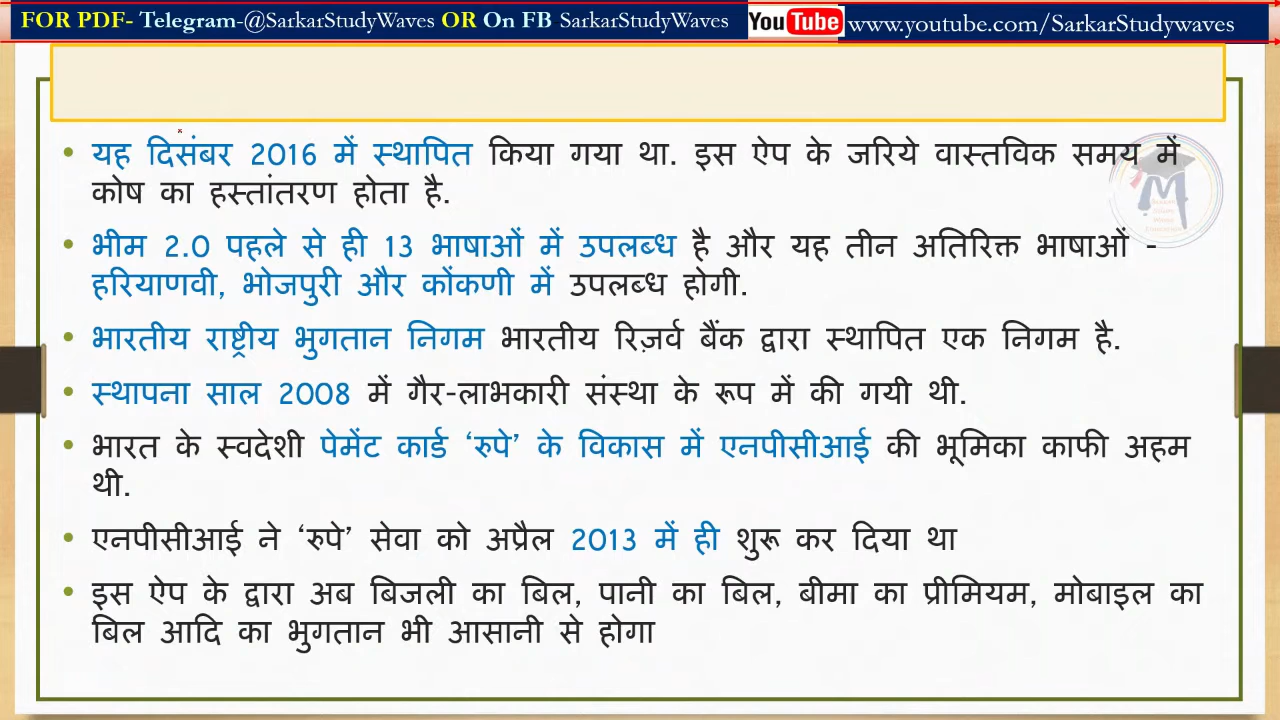 FOR PDF- Telegram-@SarkarStudyWaves OR On FB SarkarStudyWaves YouTube www.youtube.com/SarkarStudywaves
• यह दिसंबर 2016 में स्थापित किया गया था. इस ऐप के जरिये वास्तविक समय में
कोष का हस्तांतरण होता है.
• भीम 2.0 पहले से ही 13 भाषाओं में उपलब्ध है और यह तीन अतिरिक्त भाषाओं -
हरियाणवी, भोजपुरी और कोंकणी में उपलब्ध होगी.
• भारतीय राष्ट्रीय भुगतान निगम भारतीय रिज़र्व बैंक द्वारा स्थापित एक निगम है.
• स्थापना साल 2008 में गैर-लाभकारी संस्था के रूप में की गयी थी.
• भारत के स्वदेशी पेमेंट कार्ड ‘रुपे’ के विकास में एनपीसीआई की भूमिका काफी अहम
थी.
• एनपीसीआई ने ‘रुपे’ सेवा को अप्रैल 2013 में ही शुरू कर दिया था
• इस ऐप के द्वारा अब बिजली का बिल, पानी का बिल, बीमा का प्रीमियम, मोबाइल का
बिल आदि का भुगतान भी आसानी से होगा